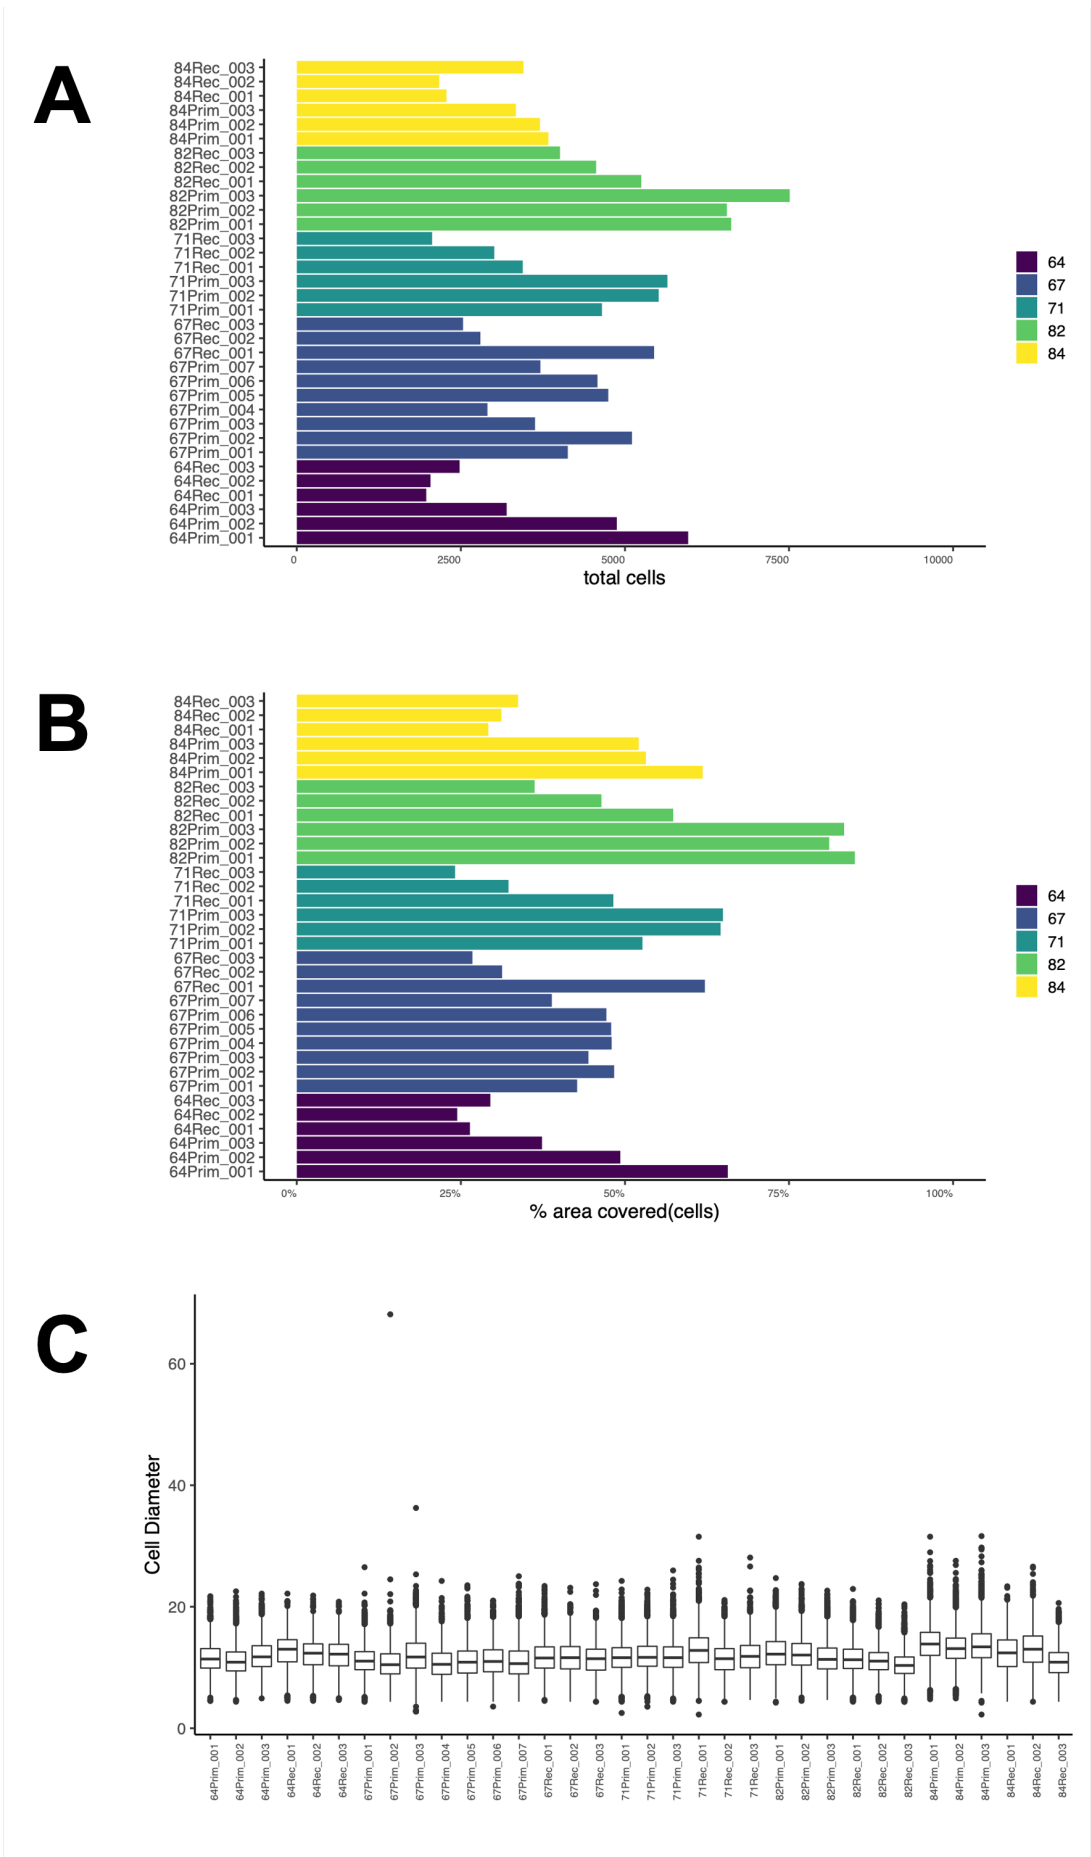 A
84Rec_003
84Rec_002
84Rec_001
84Prim_003
84Prim_002
84Prim_001
82Rec_003
82Rec_002
82Rec_001
82Prim_003
82Prim_002
82Prim_001
71Rec_003
71Rec_002
71Rec_001
71Prim_003
71Prim_002
71Prim_001
67Rec_003
67Rec_002
67Rec_001
67Prim_007
67Prim_006
67Prim_005
67Prim_004
67Prim_003
67Prim_002
67Prim_001
64Rec_003
64Rec_002
64Rec_001
64Prim_003
64Prim_002
64Prim_001
0 2500 5000 7500 10000
total cells
64
67
71
82
84
B
84Rec_003
84Rec_002
84Rec_001
84Prim_003
84Prim_002
84Prim_001
82Rec_003
82Rec_002
82Rec_001
82Prim_003
82Prim_002
82Prim_001
71Rec_003
71Rec_002
71Rec_001
71Prim_003
71Prim_002
71Prim_001
67Rec_003
67Rec_002
67Rec_001
67Prim_007
67Prim_006
67Prim_005
67Prim_004
67Prim_003
67Prim_002
67Prim_001
64Rec_003
64Rec_002
64Rec_001
64Prim_003
64Prim_002
64Prim_001
0% 25% 50% 75% 100%
% area covered(cells)
64
67
71
82
84
C
Cell Diameter
60
40
20
0
64Prim_001
64Prim_002
64Prim_003
64Rec_001
64Rec_002
64Rec_003
67Prim_001
67Prim_002
67Prim_003
67Prim_004
67Prim_005
67Prim_006
67Prim_007
67Rec_001
67Rec_002
67Rec_003
71Prim_001
71Prim_002
71Prim_003
71Rec_001
71Rec_002
71Rec_003
82Prim_001
82Prim_002
82Prim_003
82Rec_001
82Rec_002
82Rec_003
84Prim_001
84Prim_002
84Prim_003
84Rec_001
84Rec_002
84Rec_003